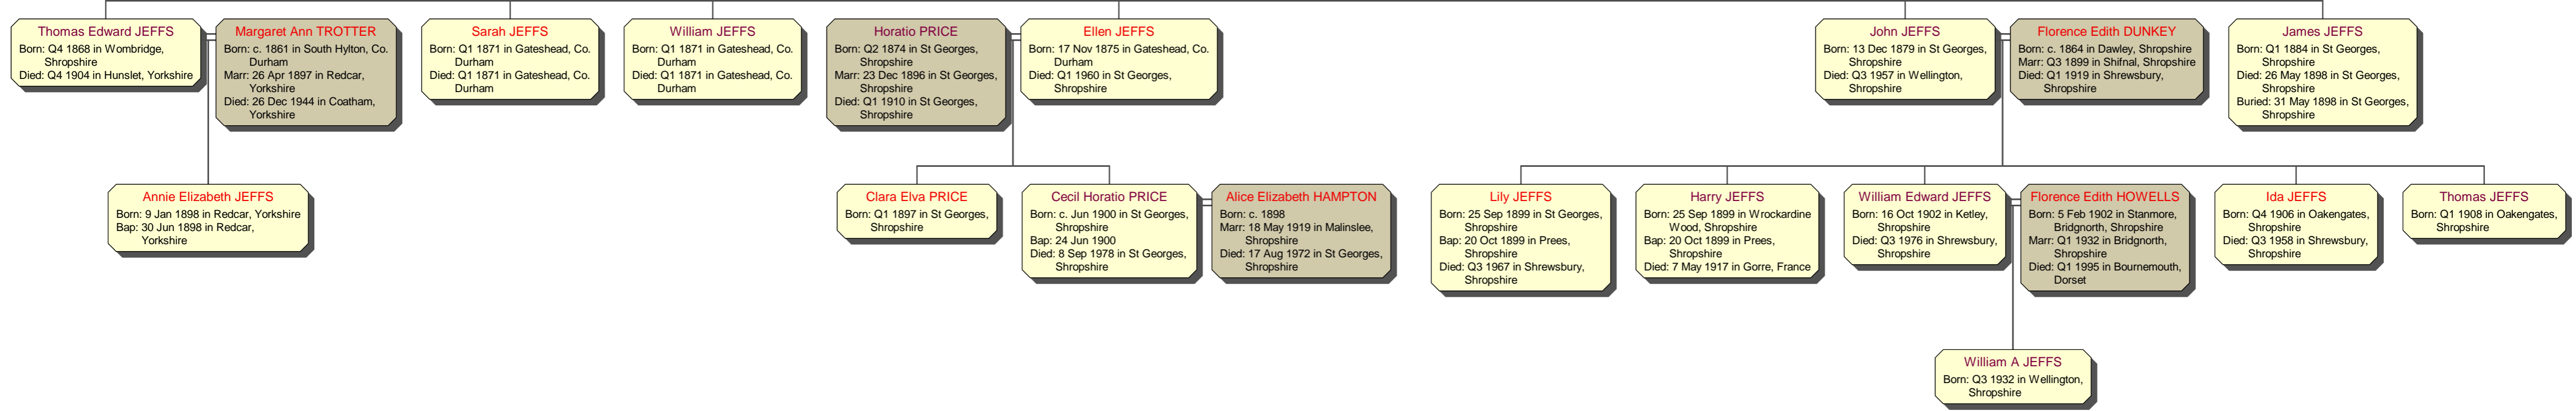 Thomas Edward JEFFS
Born: Q4 1868 in Wombridge,
Shropshire
Died: Q4 1904 in Hunslet, Yorkshire
Margaret Ann TROTTER
Born: c. 1861 in South Hylton, Co.
Durham
Marr: 26 Apr 1897 in Redcar,
Yorkshire
Died: 26 Dec 1944 in Coatham,
Yorkshire
Sarah JEFFS
Born: Q1 1871 in Gateshead, Co.
Durham
Died: Q1 1871 in Gateshead, Co.
Durham
William JEFFS
Born: Q1 1871 in Gateshead, Co.
Durham
Died: Q1 1871 in Gateshead, Co.
Durham
Horatio PRICE
Born: Q2 1874 in St Georges,
Shropshire
Marr: 23 Dec 1896 in St Georges,
Shropshire
Died: Q1 1910 in St Georges,
Shropshire
Ellen JEFFS
Born: 17 Nov 1875 in Gateshead, Co.
Durham
Died: Q1 1960 in St Georges,
Shropshire
John JEFFS
Born: 13 Dec 1879 in St Georges,
Shropshire
Died: Q3 1957 in Wellington,
Shropshire
Florence Edith DUNKEY
Born: c. 1864 in Dawley, Shropshire
Marr: Q3 1899 in Shifnal, Shropshire
Died: Q1 1919 in Shrewsbury,
Shropshire
James JEFFS
Born: Q1 1884 in St Georges,
Shropshire
Died: 26 May 1898 in St Georges,
Shropshire
Buried: 31 May 1898 in St Georges,
Shropshire
Annie Elizabeth JEFFS
Born: 9 Jan 1898 in Redcar, Yorkshire
Bap: 30 Jun 1898 in Redcar,
Yorkshire
Clara Elva PRICE
Born: Q1 1897 in St Georges,
Shropshire
Cecil Horatio PRICE
Born: c. Jun 1900 in St Georges,
Shropshire
Bap: 24 Jun 1900
Died: 8 Sep 1978 in St Georges,
Shropshire
Alice Elizabeth HAMPTON
Born: c. 1898
Marr: 18 May 1919 in Malinslee,
Shropshire
Died: 17 Aug 1972 in St Georges,
Shropshire
Lily JEFFS
Born: 25 Sep 1899 in St Georges,
Shropshire
Bap: 20 Oct 1899 in Prees,
Shropshire
Died: Q3 1967 in Shrewsbury,
Shropshire
Harry JEFFS
Born: 25 Sep 1899 in Wrockardine
Wood, Shropshire
Bap: 20 Oct 1899 in Prees,
Shropshire
Died: 7 May 1917 in Gorre, France
William Edward JEFFS
Born: 16 Oct 1902 in Ketley,
Shropshire
Died: Q3 1976 in Shrewsbury,
Shropshire
Florence Edith HOWELLS
Born: 5 Feb 1902 in Stanmore,
Bridgnorth, Shropshire
Marr: Q1 1932 in Bridgnorth,
Shropshire
Died: Q1 1995 in Bournemouth,
Dorset
Ida JEFFS
Born: Q4 1906 in Oakengates,
Shropshire
Died: Q3 1958 in Shrewsbury,
Shropshire
Thomas JEFFS
Born: Q1 1908 in Oakengates,
Shropshire
William A JEFFS
Born: Q3 1932 in Wellington,
Shropshire